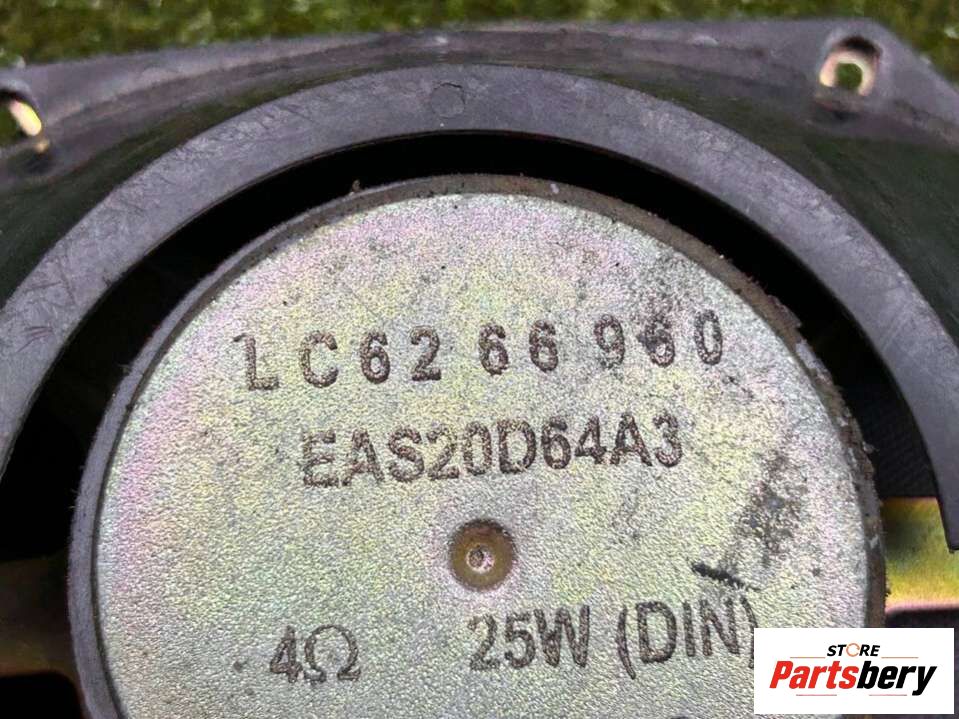 LC62 66 960
EAS20D64A3
4Ω 25W (DIN)
STORE
Partsbery